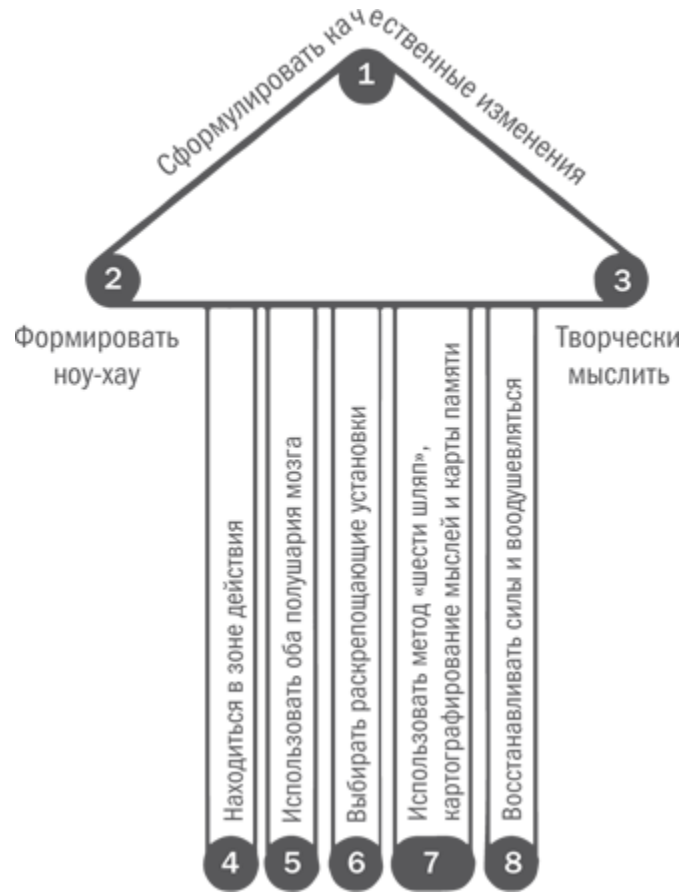 Сформулировать качественные изменения
1
2
3
Формировать
ноу-хау
Творчески
мыслить
Находиться в зоне действия
Использовать оба полушария мозга
Выбирать раскрепощающие установки
Использовать метод «шести шляп»,
картографирование мыслей и карты памяти
Восстанавливать силы и воодушевляться
4
5
6
7
8